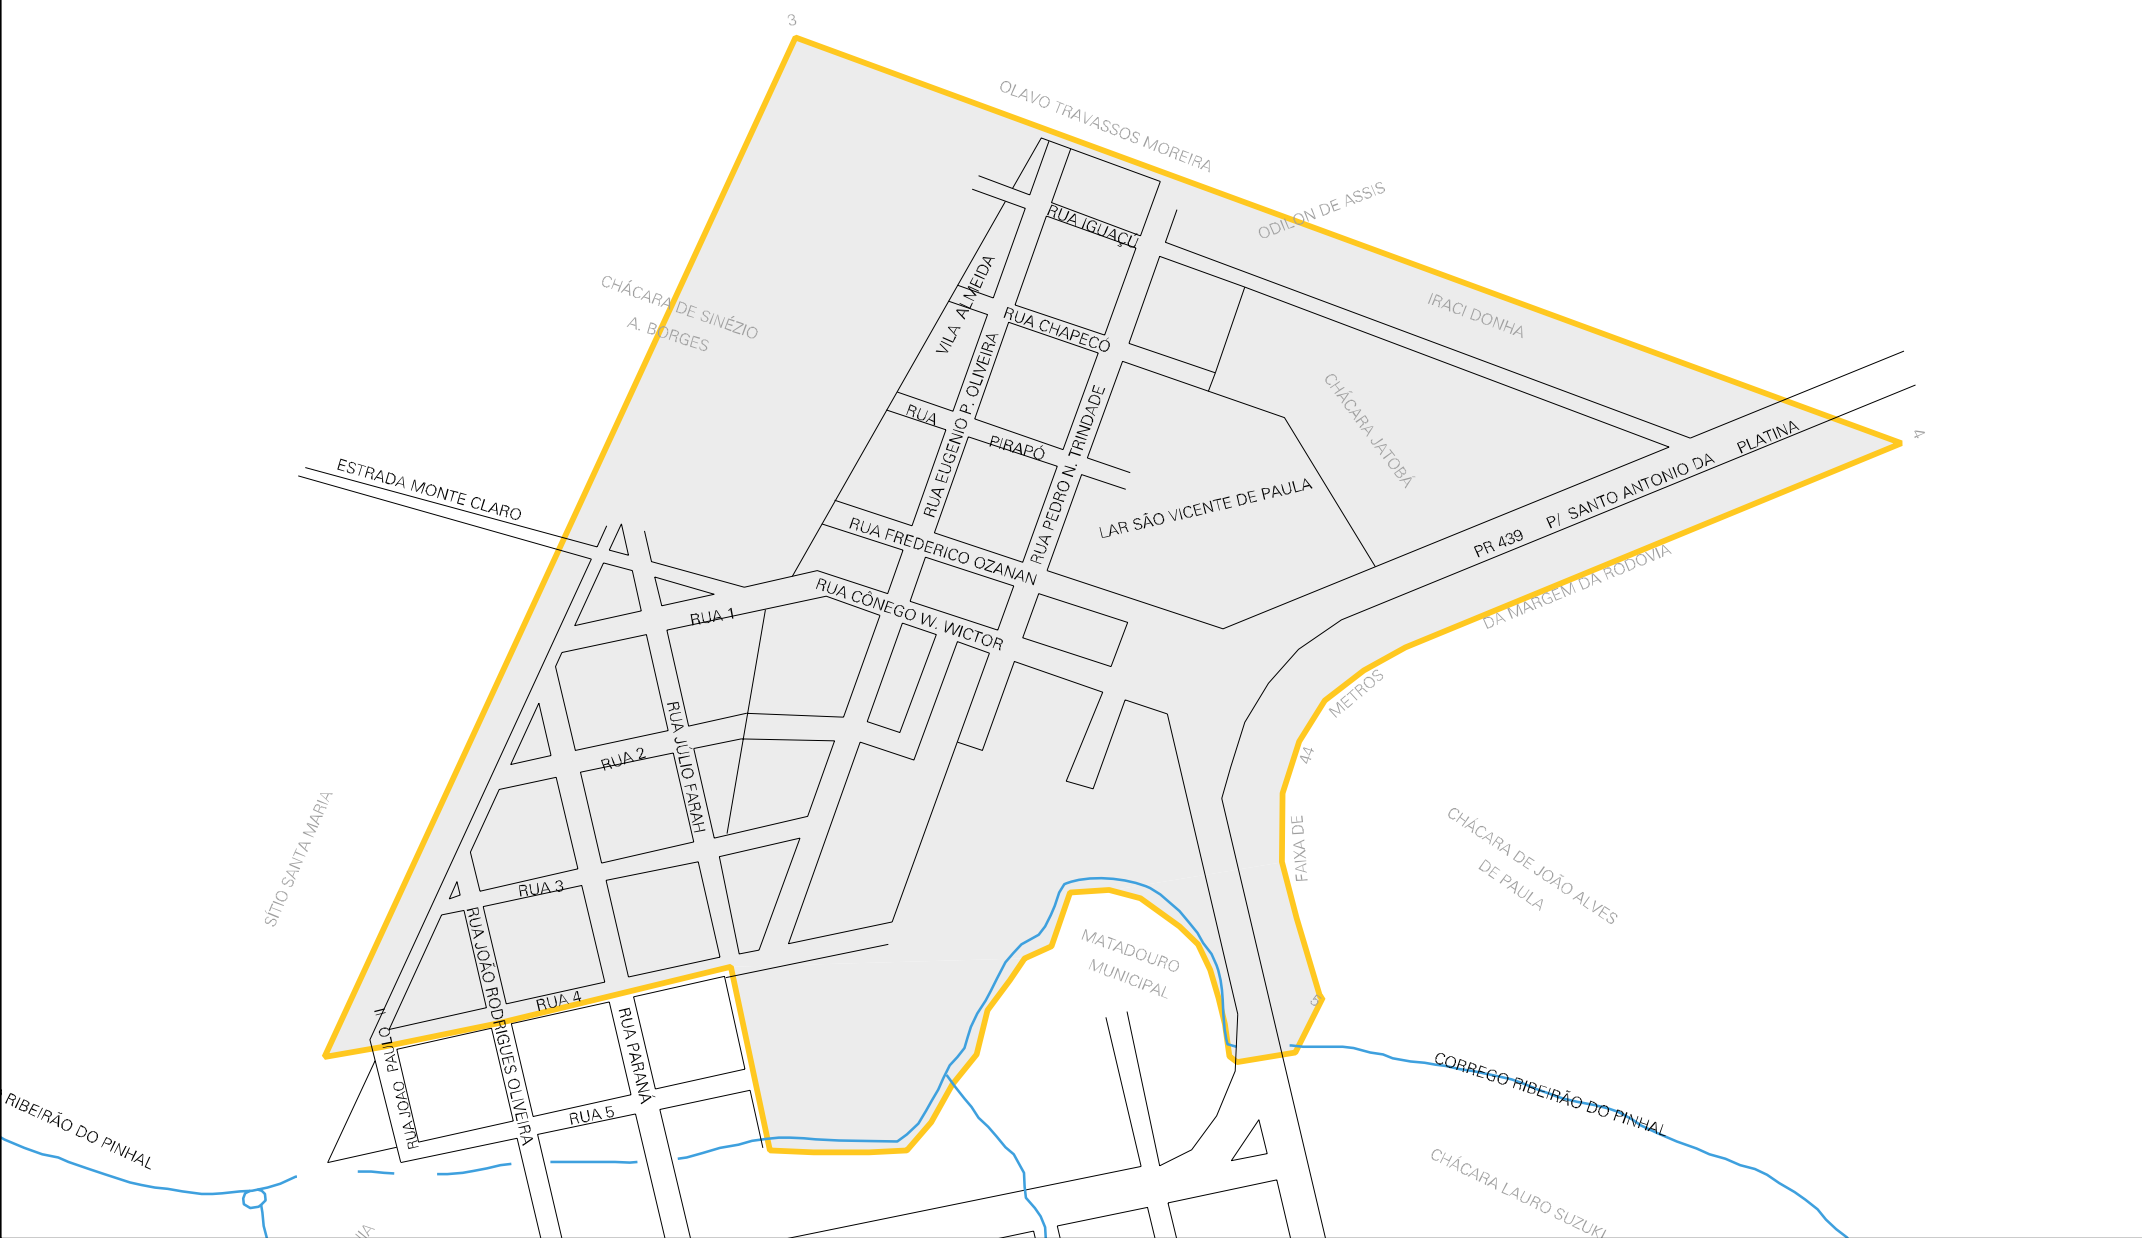 3
OLAVO TRAVASSOS MOREIRA
ODILON DE ASSIS
RUA IGUAÇÚ
CHÁCARA DE SINÉZIO
A. BORGES
VILA ALMEIDA
IRACI DONHA
RUA CHAPECÓ
RUA EUGENIO P. OLIVEIRA
CHÁCARA JATOBÁ
RUA PIRAPÓ
RUA PEDRO N. TRINDADE
4
PR 439 P/ SANTO ANTONIO DA PLATINA
ESTRADA MONTE CLARO
LAR SÃO VICENTE DE PAULA
RUA FREDERICO OZANAN
DA MARGEM DA RODOVIA
RUA CÔNEGO W. WICTOR
RUA 1
METROS
44
FAIXA DE
RUA JÚLIO FARAH
RUA 2
SÍTIO SANTA MARIA
CHÁCARA DE JOÃO ALVES
DE PAULA
RUA 3
RUA JOÃO RODRIGUES OLIVEIRA
MATADOURO
MUNICIPAL
RUA 4
5
RUA JOÃO PAULO II
RUA PARANÁ
CORREGO RIBEIRÃO DO PINHAL
RUA 5
RIBEIRÃO DO PINHAL
CHÁCARA LAURO SUZUKI